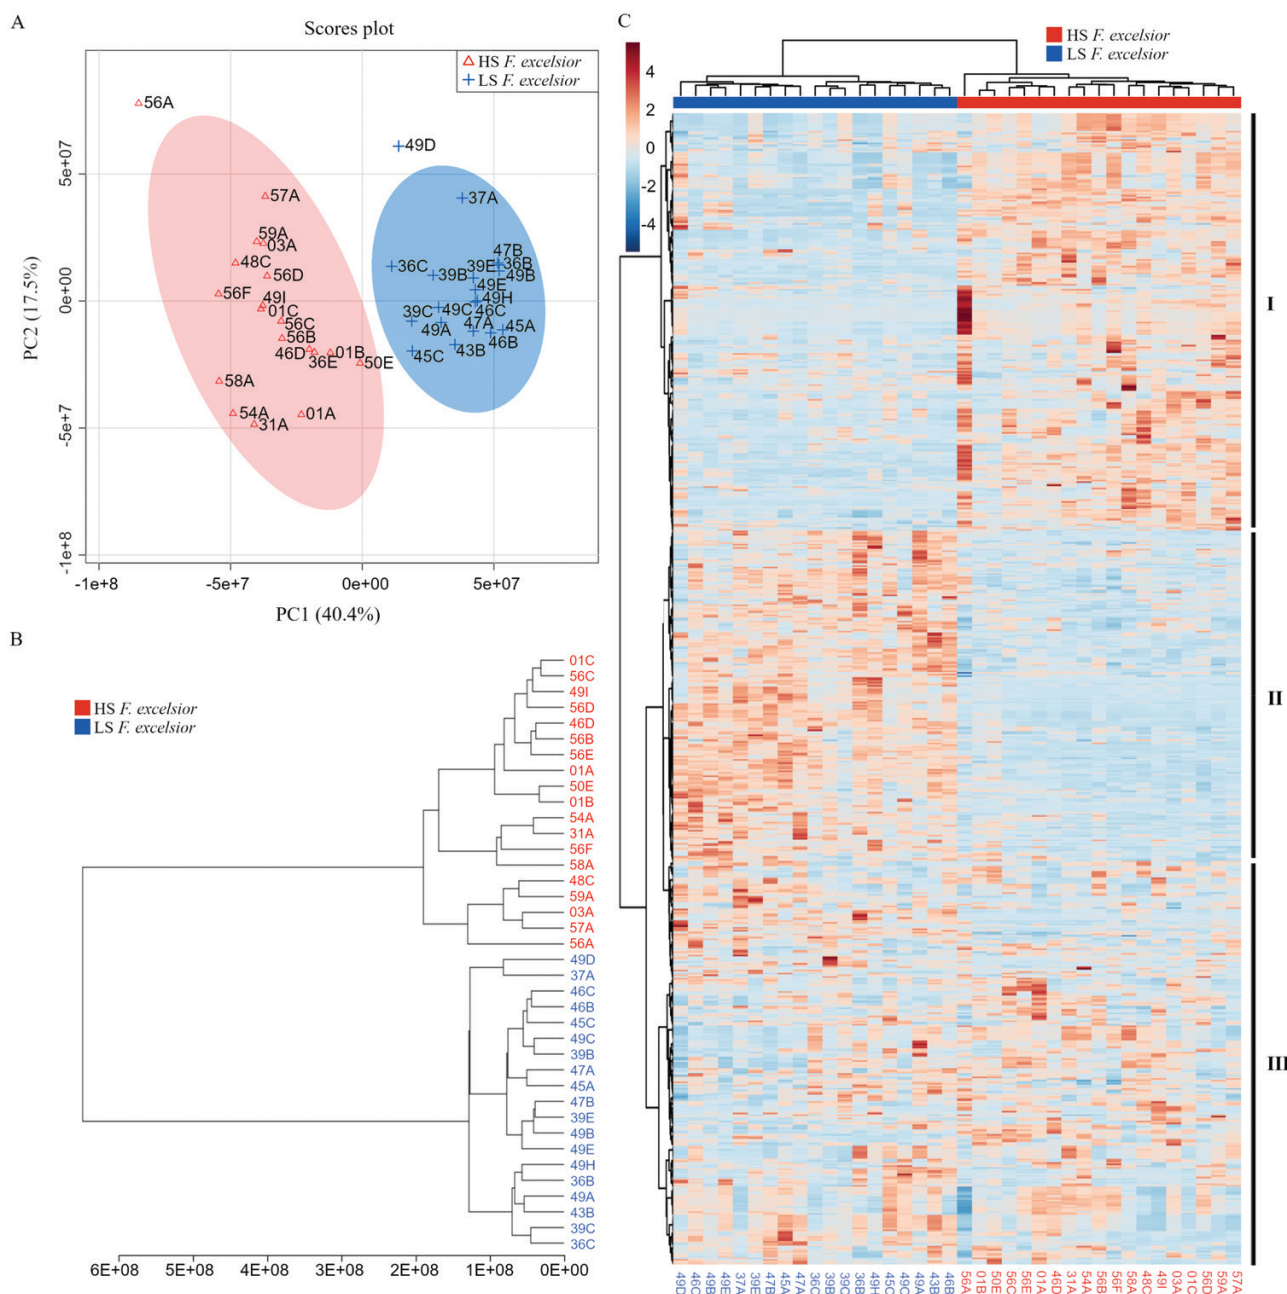 A
Scores plot
HS F. excelsior
LS F. excelsior
56A
49D
57A
37A
59A
03A
47B
48C
36C
39E
36B
56D
39B
49B
49E
56F
49I
49H
01C
39C
49C
46C
56C
49A
47A
45A
56B
46D
01B
43B
46B
36E
50E
45C
58A
54A
01A
31A
PC2 (17.5%)
5e+07
0e+00
-5e+7
-1e+8
-1e+8
-5e+7
0e+00
5e+07
PC1 (40.4%)
B
HS F. excelsior
LS F. excelsior
01C
56C
49I
56D
46D
56B
56E
01A
50E
01B
54A
31A
56F
58A
48C
59A
03A
57A
56A
49D
37A
46C
46B
45C
49C
39B
47A
45A
47B
39E
49B
49E
49H
36B
49A
43B
39C
36C
6E+08 5E+08 4E+08 3E+08 2E+08 1E+08 0E+00
C
HS F. excelsior
LS F. excelsior
4
2
0
-2
-4
I
II
III
49D 46C 49B 49E 37A 39E 47B 45A 47A 36C 39B 39C 36B 49H 45C 49C 49A 43B 46B 56A 01B 50E 56C 56E 01A 46D 31A 54A 56B 56F 58A 48C 49I 03A 01C 56D 59A 57A